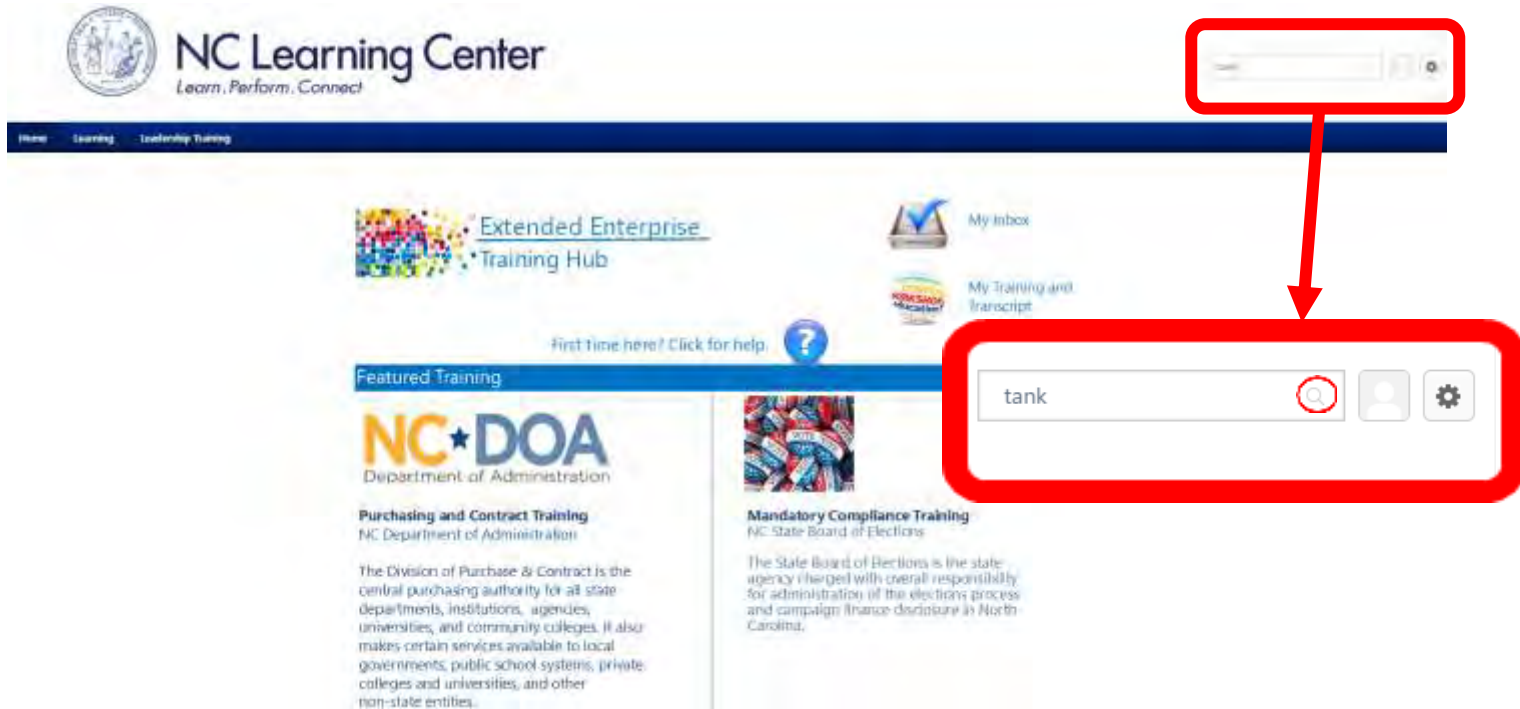 NC Learning Center
Learn. Perform. Connect
Home Learning Leadership Training
Extended Enterprise
Training Hub
My Inbox
My Training and
Transcript
First time here? Click for help.
?
Featured Training
tank
NC DOA
Department of Administration
Purchasing and Contract Training
NC Department of Administration
The Division of Purchase & Contract is the
central purchasing authority for all state
departments, institutions, agencies,
universities, and community colleges. It also
makes certain services available to local
governments, public school systems, private
colleges and universities, and other
non-state entities.
VOTE
Mandatory Compliance Training
NC State Board of Elections
The State Board of Elections is the state
agency charged with overall responsibility
for administration of the elections process
and campaign finance disclosure in North
Carolina.